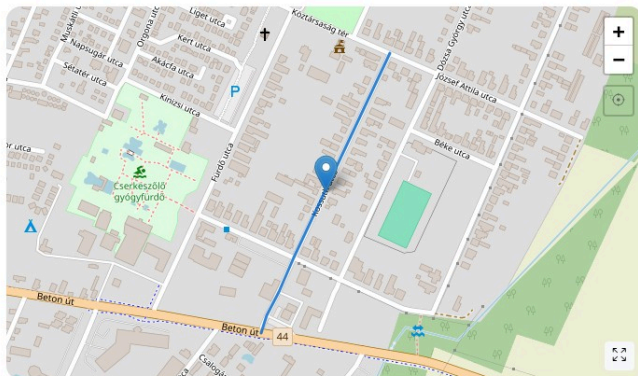 Liget utca
Köztársaság tér
Muskátli utca
Orgona utca
Kert utca
Dózsa György utca
+
Napsugár utca
Akácfa utca
−
Sétatér utca
József Attila utca
P
Kinizsi utca
Béke utca
Fürdő utca
Cserkeszőlő
gyógyfürdő
Beton út
Beton út
44